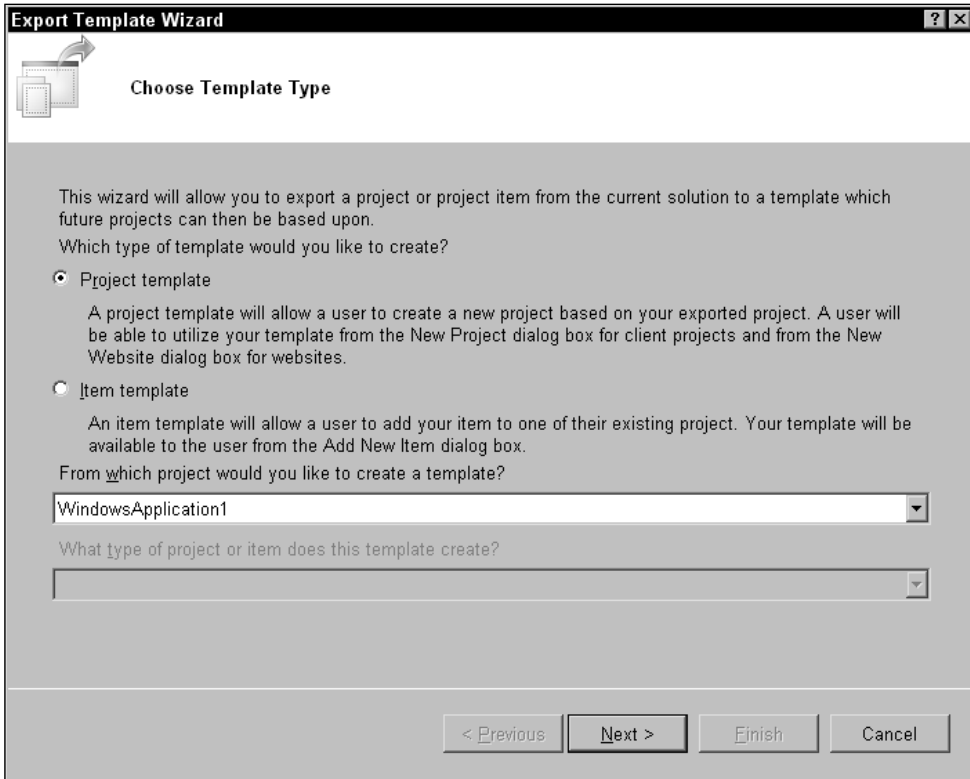 Export Template Wizard
Choose Template Type
This wizard will allow you to export a project or project item from the current solution to a template which
future projects can then be based upon.
Which type of template would you like to create?
Project template
A project template will allow a user to create a new project based on your exported project. A user will
be able to utilize your template from the New Project dialog box for client projects and from the New
Website dialog box for websites.
Item template
An item template will allow a user to add your item to one of their existing project. Your template will be
available to the user from the Add New Item dialog box.
From which project would you like to create a template?
WindowsApplication1
What type of project or item does this template create?
< Previous Next > Finish Cancel